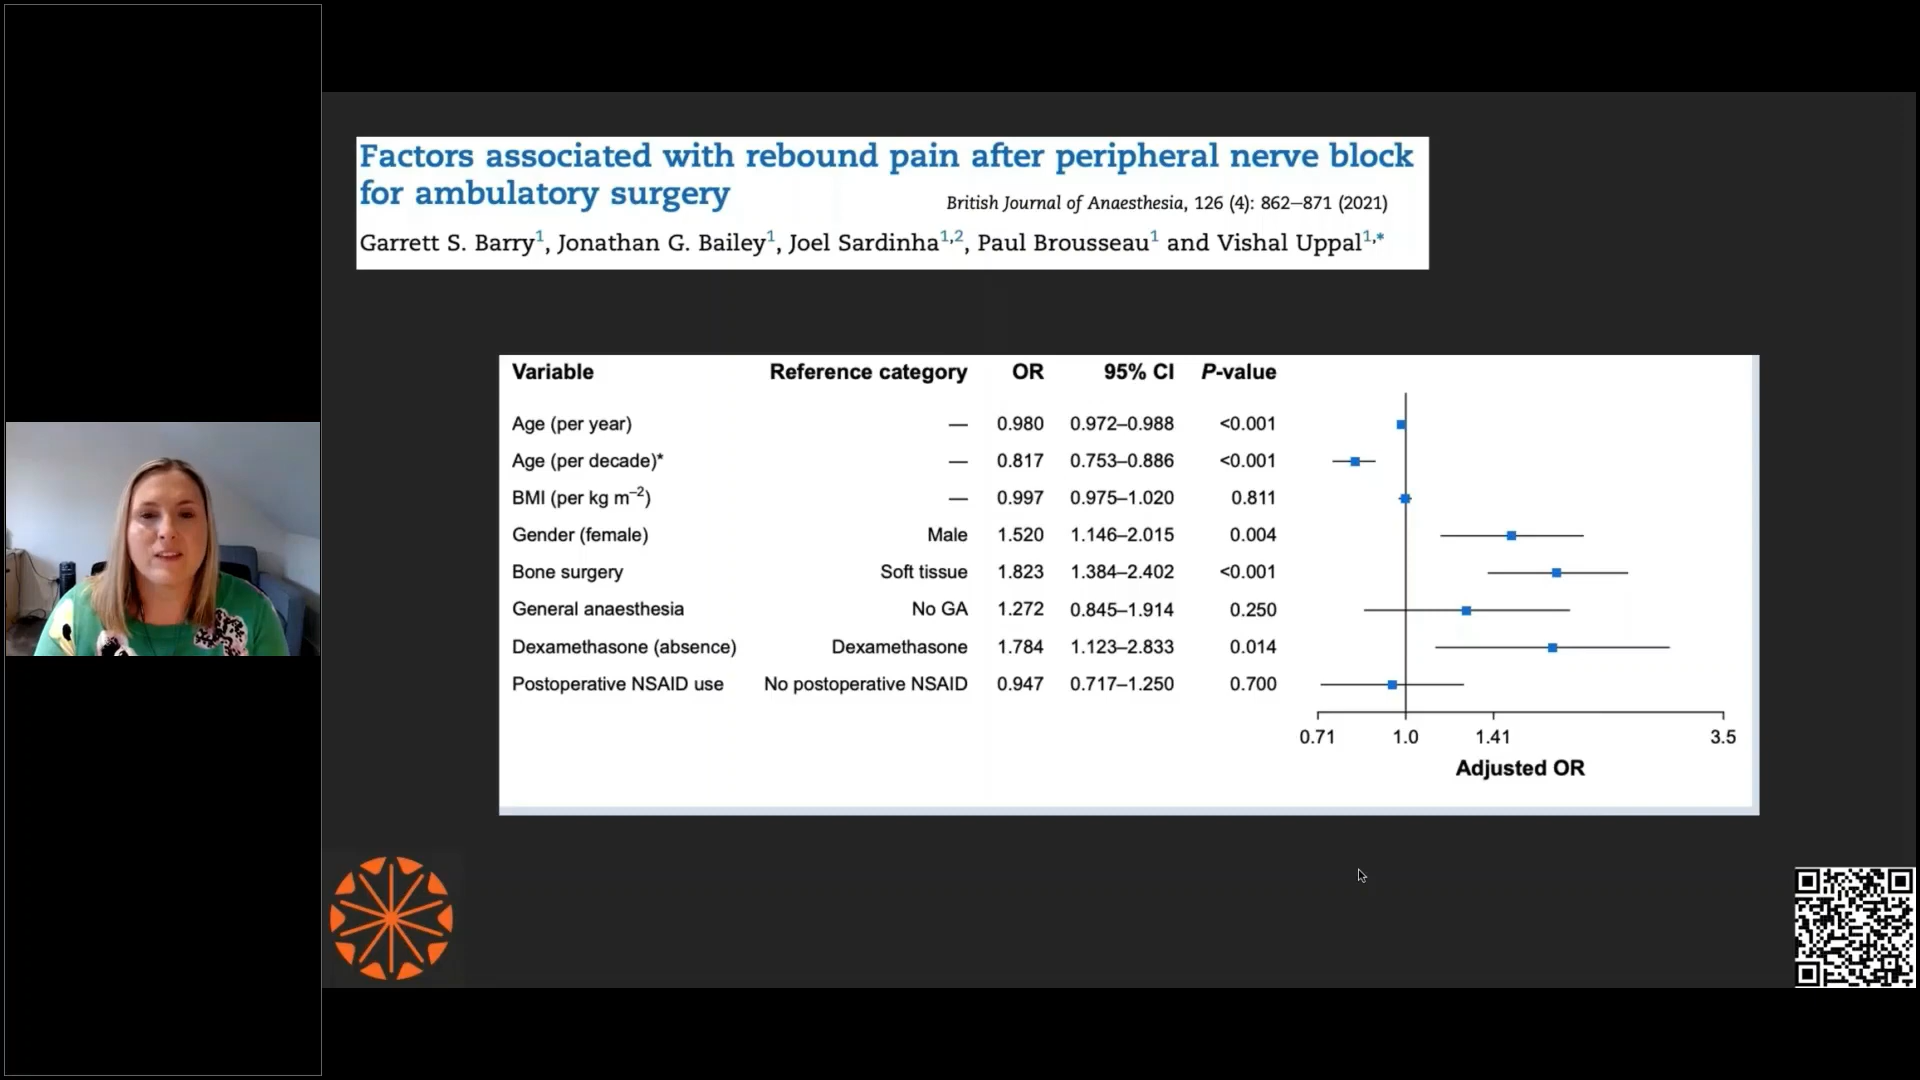 Factors associated with rebound pain after peripheral nerve block
for ambulatory surgery
British Journal of Anaesthesia, 126 (4): 862–871 (2021)
Garrett S. Barry1, Jonathan G. Bailey1, Joel Sardinha1,2, Paul Brousseau1 and Vishal Uppal1,*
Variable Reference category OR 95% CI P-value
Age (per year) — 0.980 0.972–0.988 <0.001
Age (per decade)* — 0.817 0.753–0.886 <0.001
BMI (per kg m−2) — 0.997 0.975–1.020 0.811
Gender (female) Male 1.520 1.146–2.015 0.004
Bone surgery Soft tissue 1.823 1.384–2.402 <0.001
General anaesthesia No GA 1.272 0.845–1.914 0.250
Dexamethasone (absence) Dexamethasone 1.784 1.123–2.833 0.014
Postoperative NSAID use No postoperative NSAID 0.947 0.717–1.250 0.700
0.71 1.0 1.41 3.5
Adjusted OR